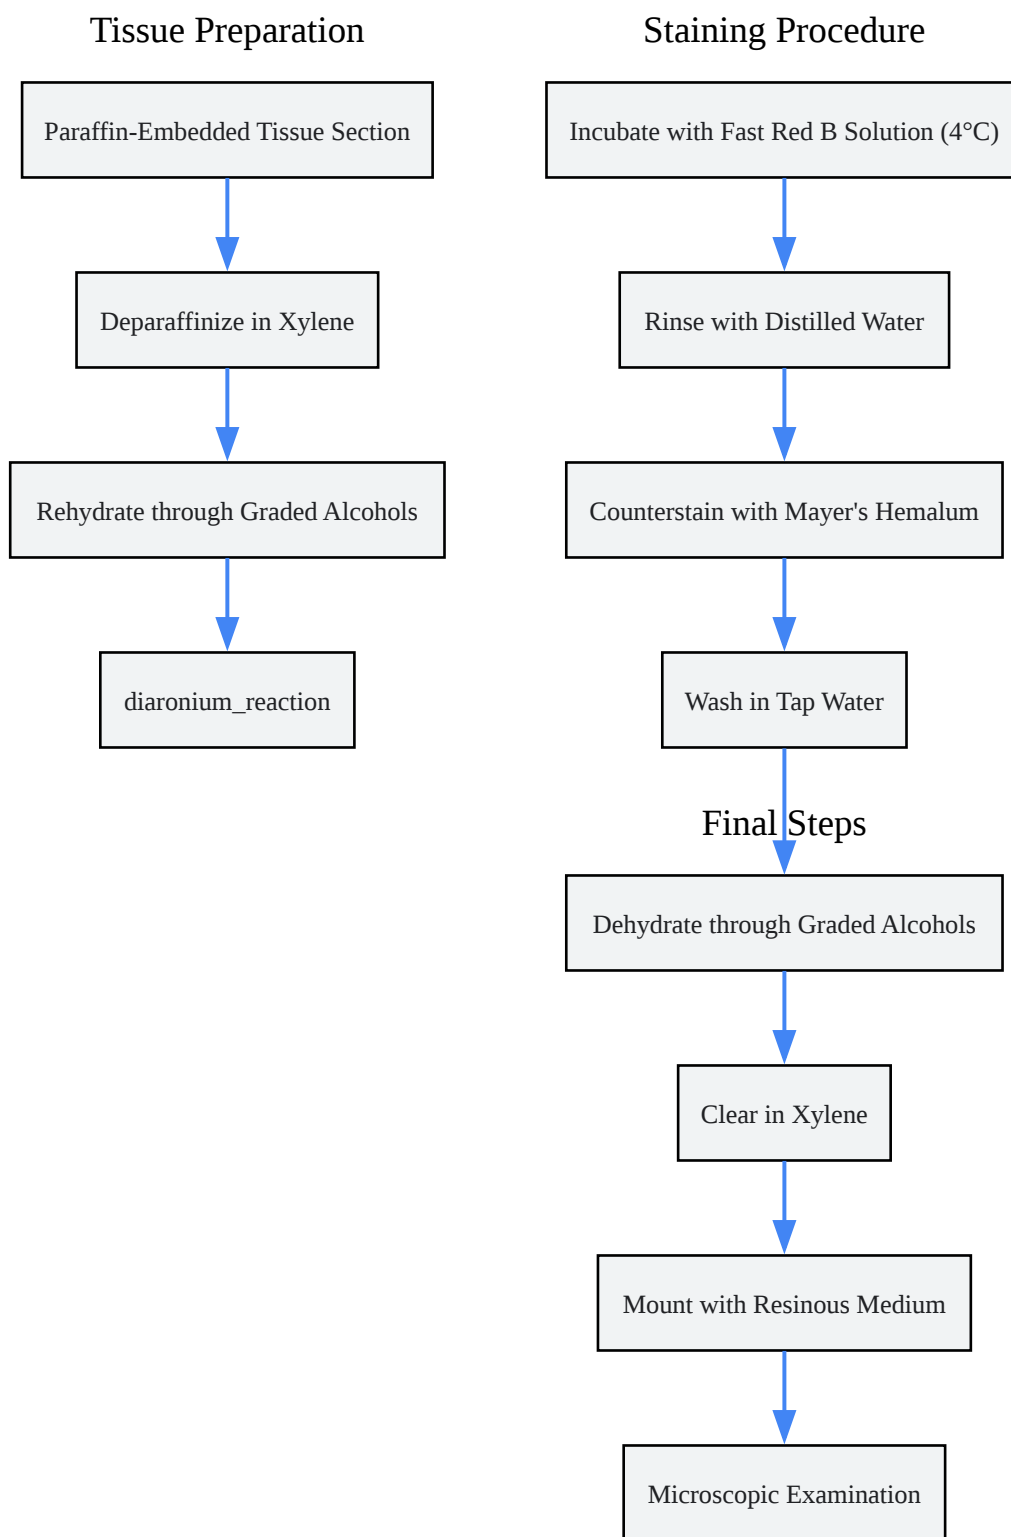 Tissue Preparation
Paraffin-Embedded Tissue Section
Deparaffinize in Xylene
Rehydrate through Graded Alcohols
diaronium_reaction
Staining Procedure
Incubate with Fast Red B Solution (4°C)
Rinse with Distilled Water
Counterstain with Mayer's Hemalum
Wash in Tap Water
Final Steps
Dehydrate through Graded Alcohols
Clear in Xylene
Mount with Resinous Medium
Microscopic Examination